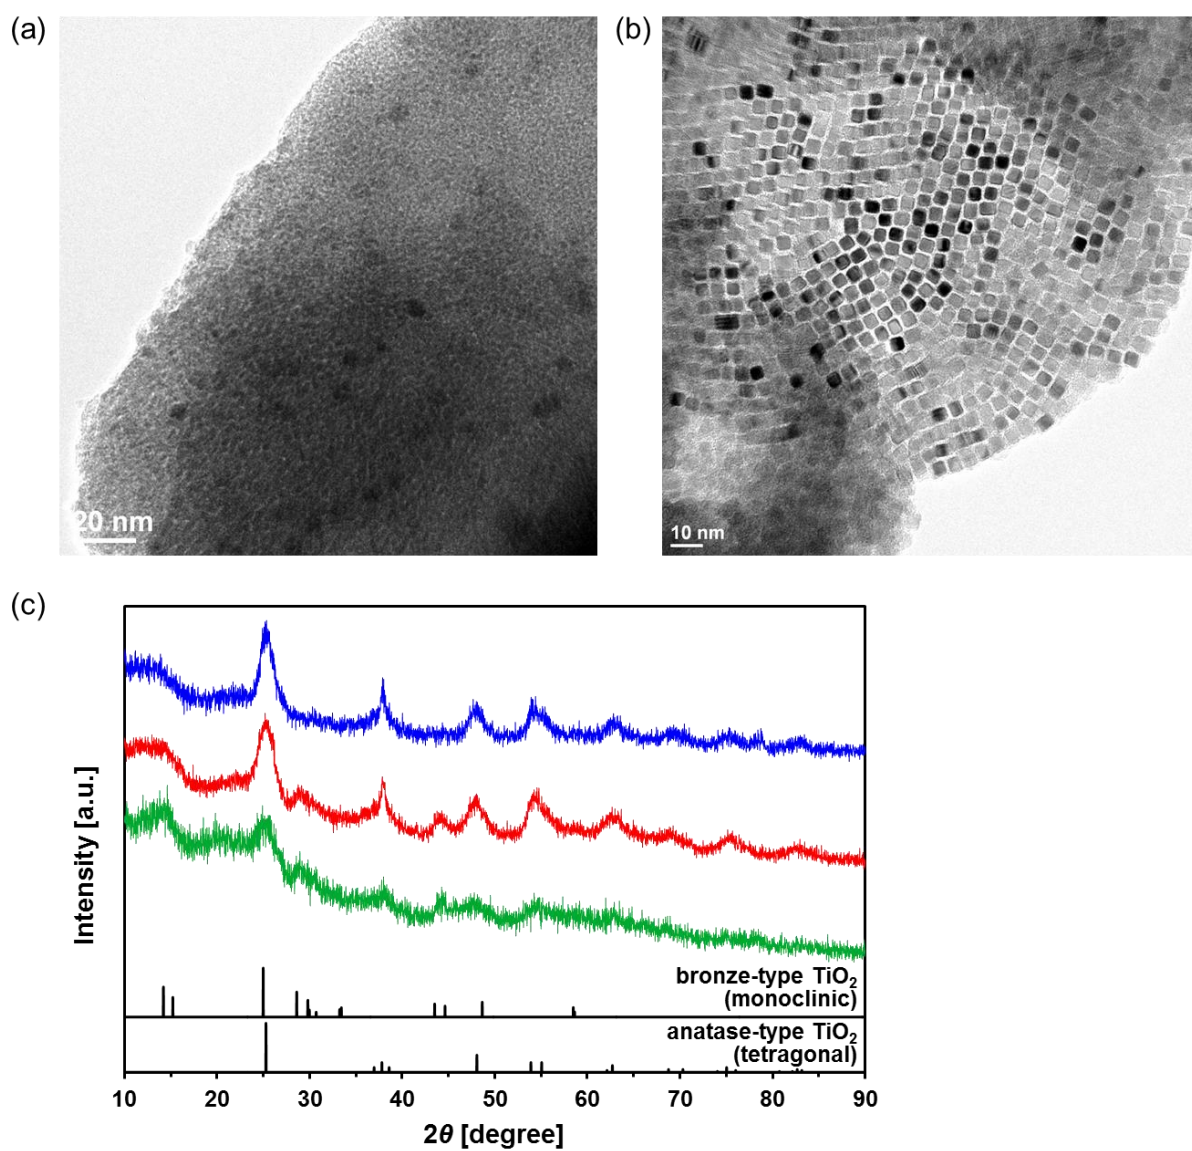 (a)
(b)
20 nm
10 nm
(c)
Intensity [a.u.]
bronze-type TiO₂
(monoclinic)
anatase-type TiO₂
(tetragonal)
10 20 30 40 50 60 70 80 90
2θ [degree]